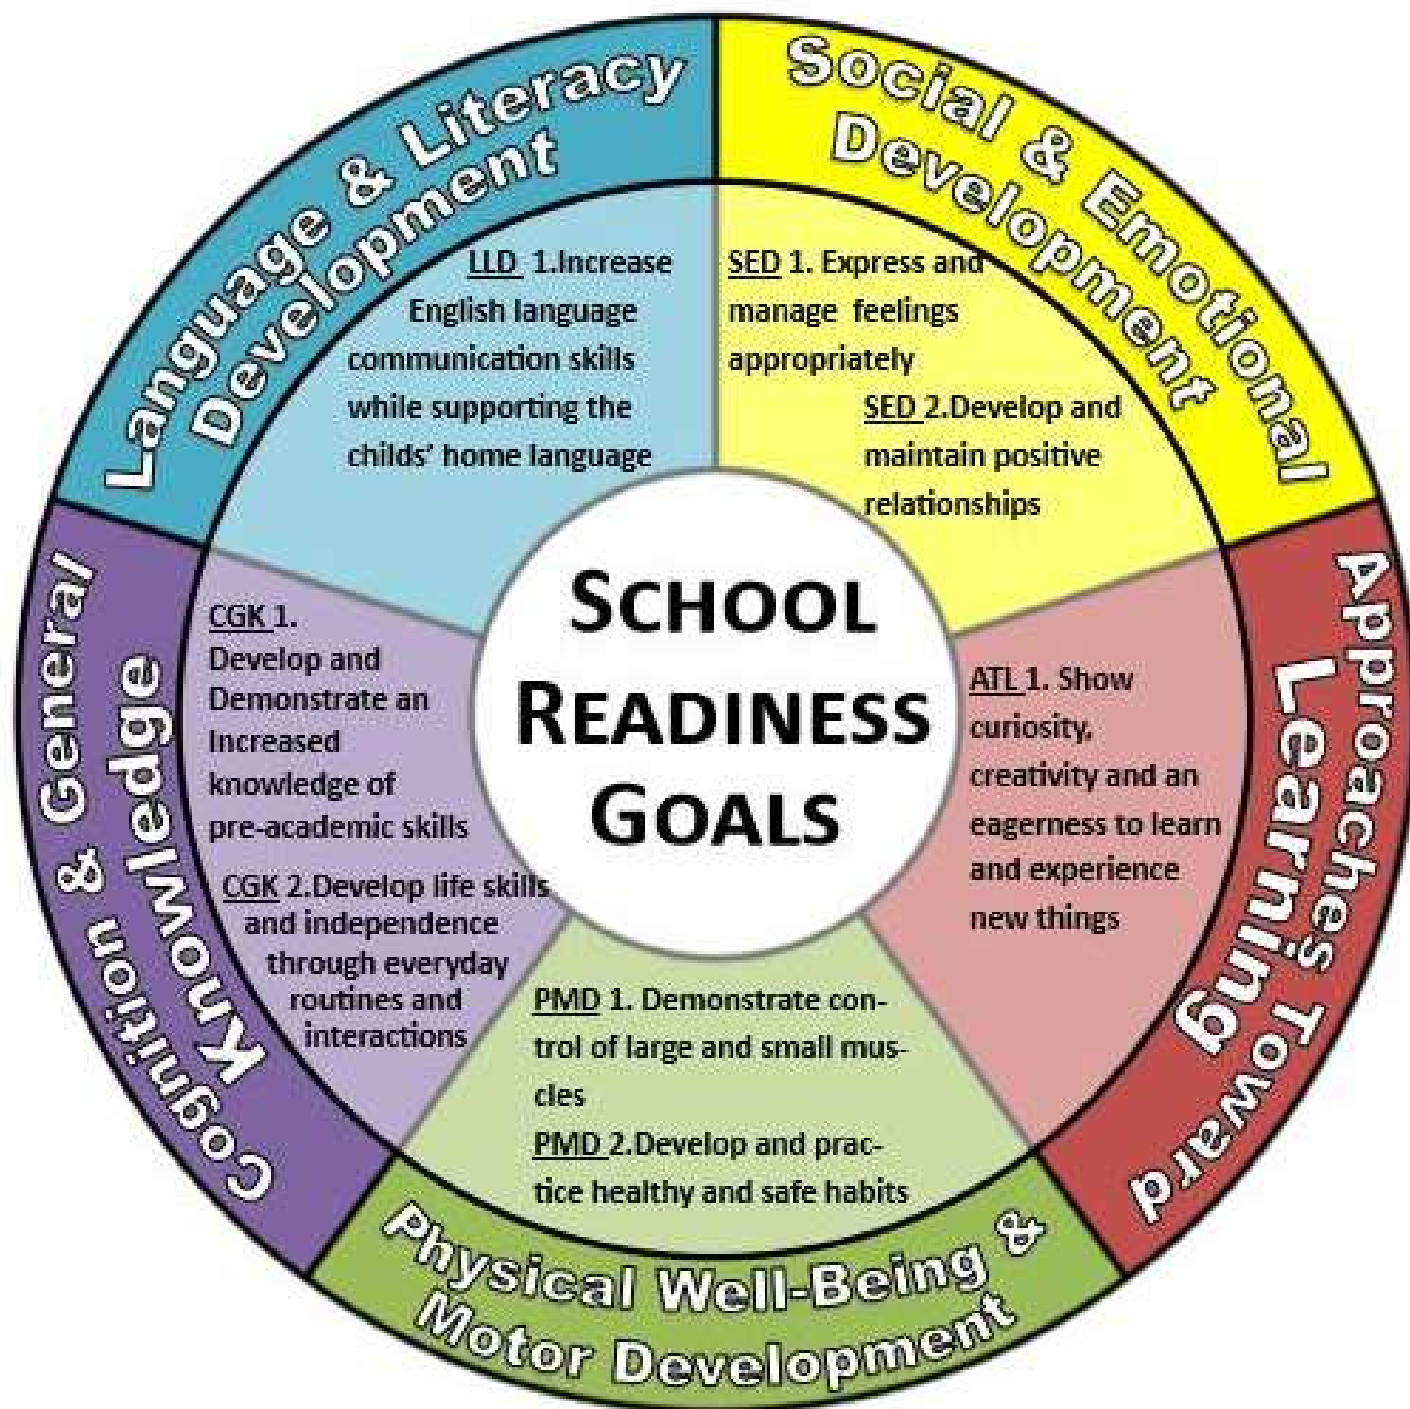 Language & Literacy
Development
LLD 1.Increase
English language
communication skills
while supporting the
childs' home language
Social & Emotional
Development
SED 1. Express and
manage feelings
appropriately
SED 2.Develop and
maintain positive
relationships
Approaches Toward
Learning
ATL 1. Show
curiosity,
creativity and an
eagerness to learn
and experience
new things
Physical Well-Being &
Motor Development
PMD 1. Demonstrate con-
trol of large and small mus-
cles
PMD 2.Develop and prac-
tice healthy and safe habits
Cognition & General
Knowledge
CGK 1.
Develop and
Demonstrate an
Increased
knowledge of
pre-academic skills
CGK 2.Develop life skills
and independence
through everyday
routines and
interactions
SCHOOL
READINESS
GOALS